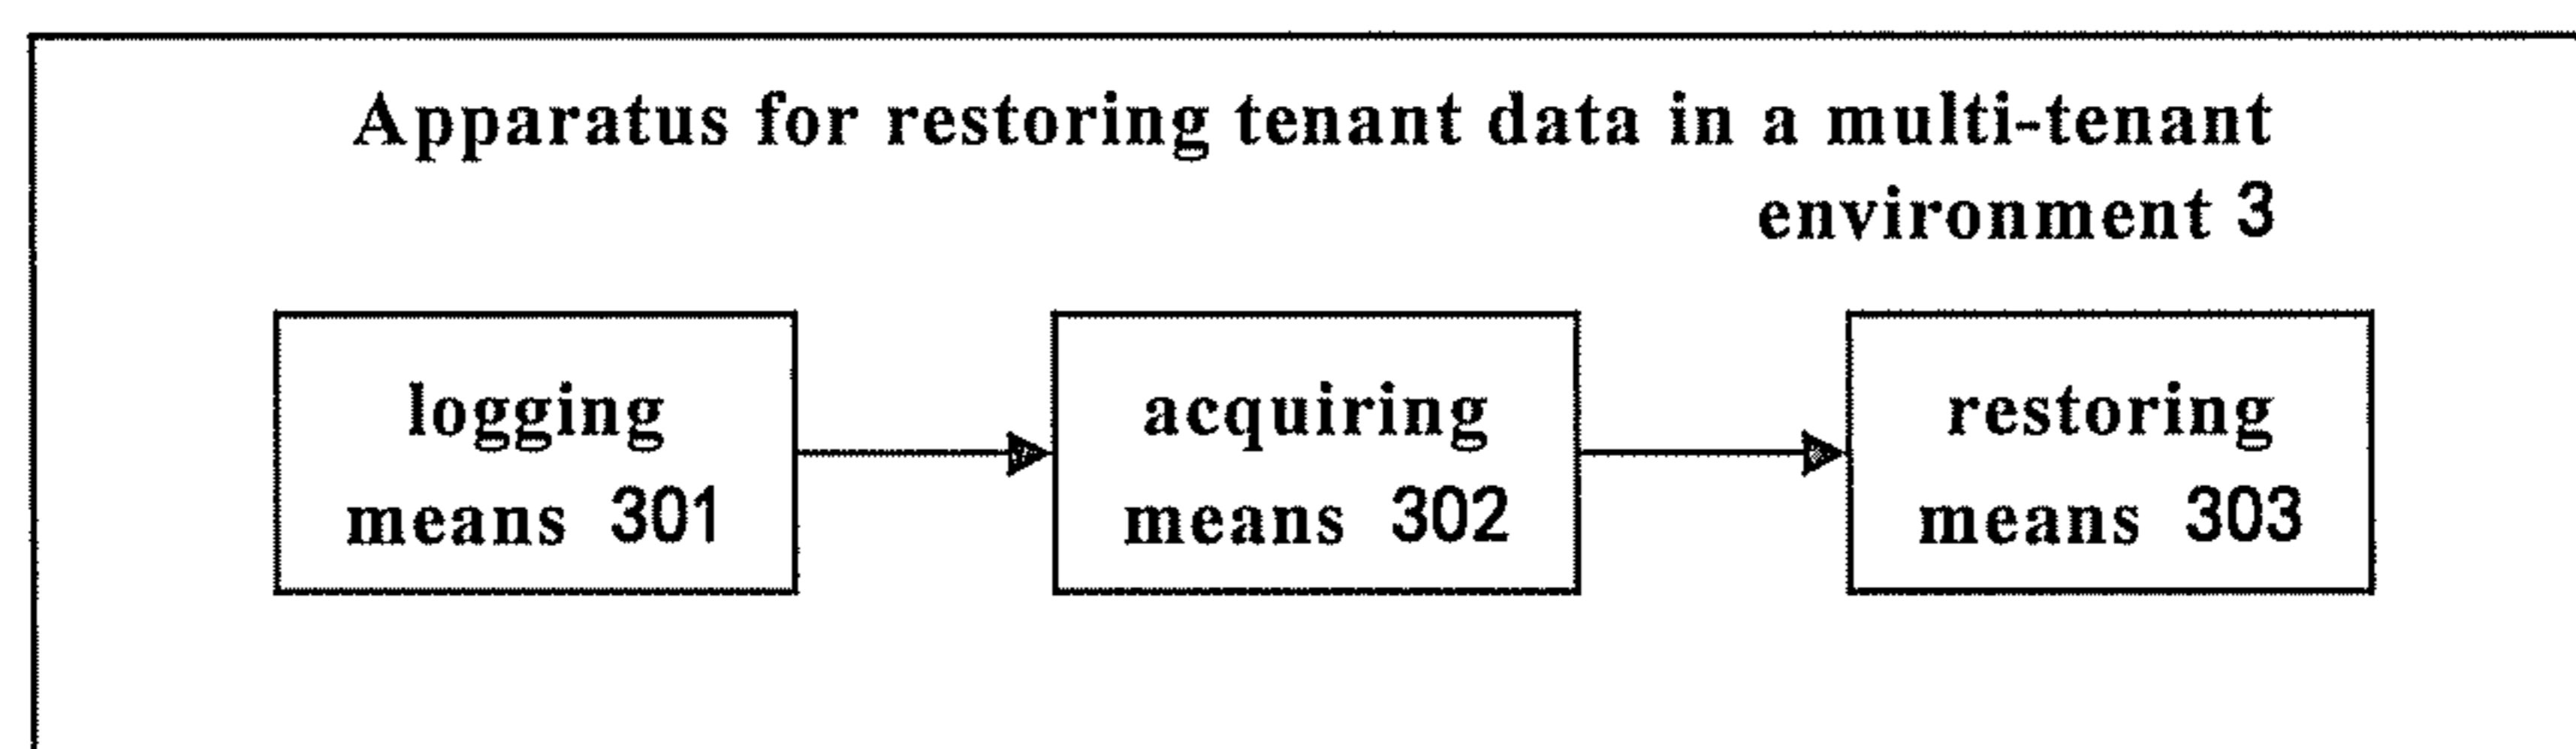 Apparatus for restoring tenant data in a multi-tenant
environment 3
logging
means 301
acquiring
means 302
restoring
means 303